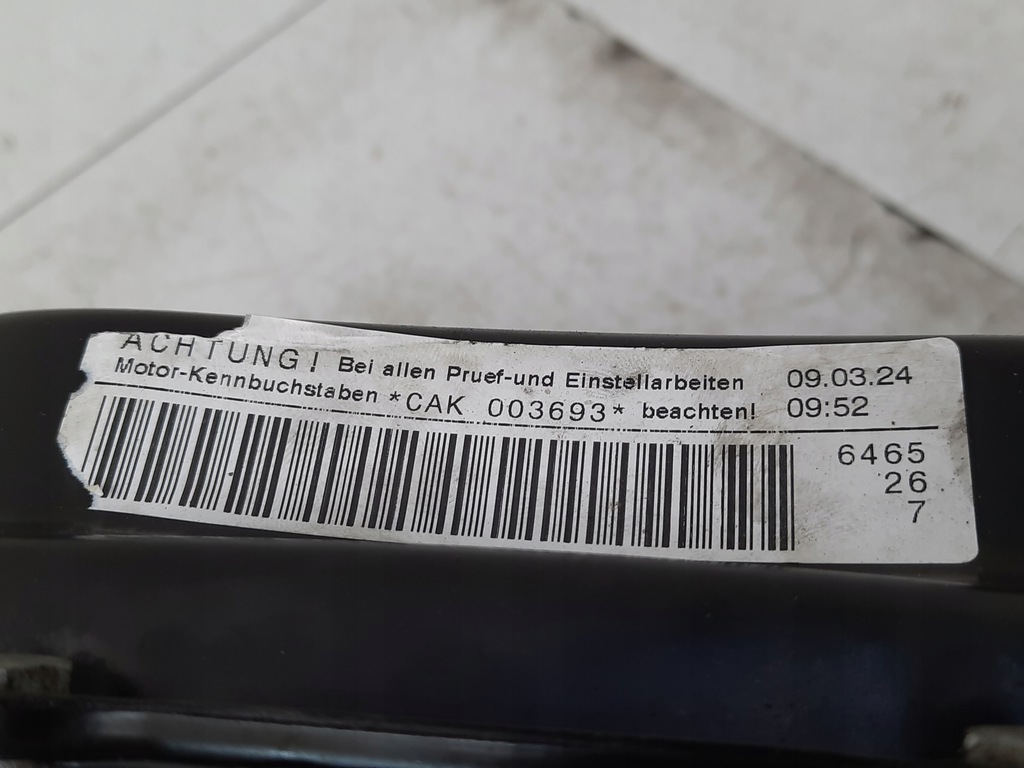 ACHTUNG! Bei allen Pruef-und Einstellarbeiten 09.03.24
Motor-Kennbuchstaben *CAK 003693* beachten! 09:52
6465
26
7